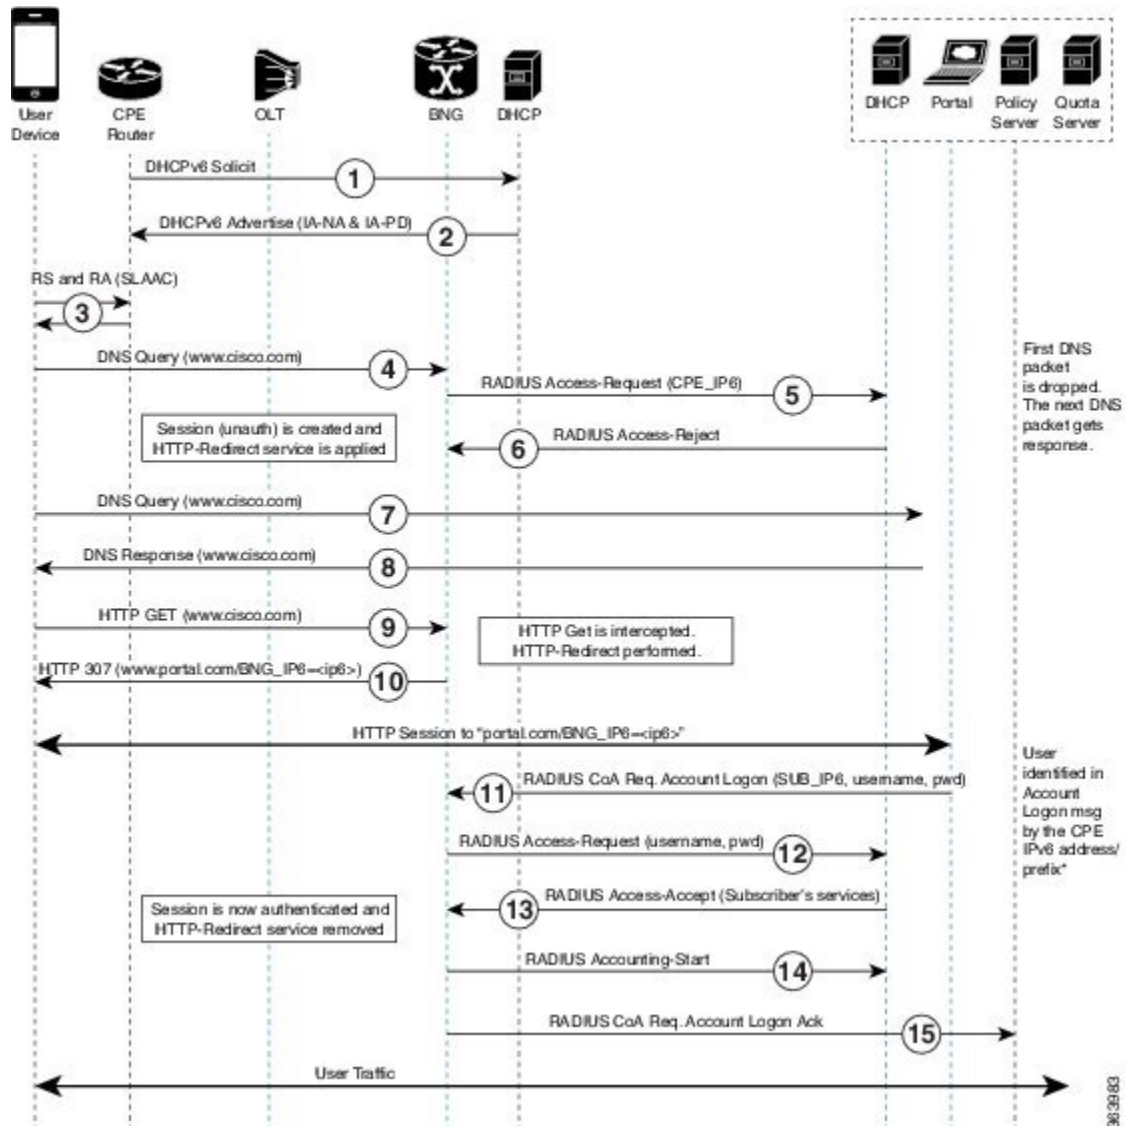 User
Device
CPE
Router
OLT
BNG
DHCP
DHCP
Portal
Policy
Server
Quota
Server
DHCPv6 Solicit
1
DHCPv6 Advertise (IA-NA & IA-PD)
2
RS and RA (SLAAC)
3
DNS Query (www.cisco.com)
4
RADIUS Access-Request (CPE_IP6)
5
First DNS
packet
is dropped.
The next DNS
packet gets
response.
Session (unauth) is created and
HTTP-Redirect service is applied
RADIUS Access-Reject
6
DNS Query (www.cisco.com)
7
DNS Response (www.cisco.com)
8
HTTP GET (www.cisco.com)
9
HTTP Get is intercepted.
HTTP-Redirect performed.
HTTP 307 (www.portal.com/BNG_IP6=<ip6>)
10
HTTP Session to "portal.com/BNG_IP6=<ip6>"
RADIUS CoA Req. Account Logon (SUB_IP6, username, pwd)
11
User
identified in
Account
Logon msg
by the CPE
IPv6 address/
prefix*
RADIUS Access-Request (username, pwd)
12
RADIUS Access-Accept (Subscriber's services)
13
Session is now authenticated and
HTTP-Redirect service removed
RADIUS Accounting-Start
14
RADIUS CoA Req. Account Logon Ack
15
User Traffic
363983